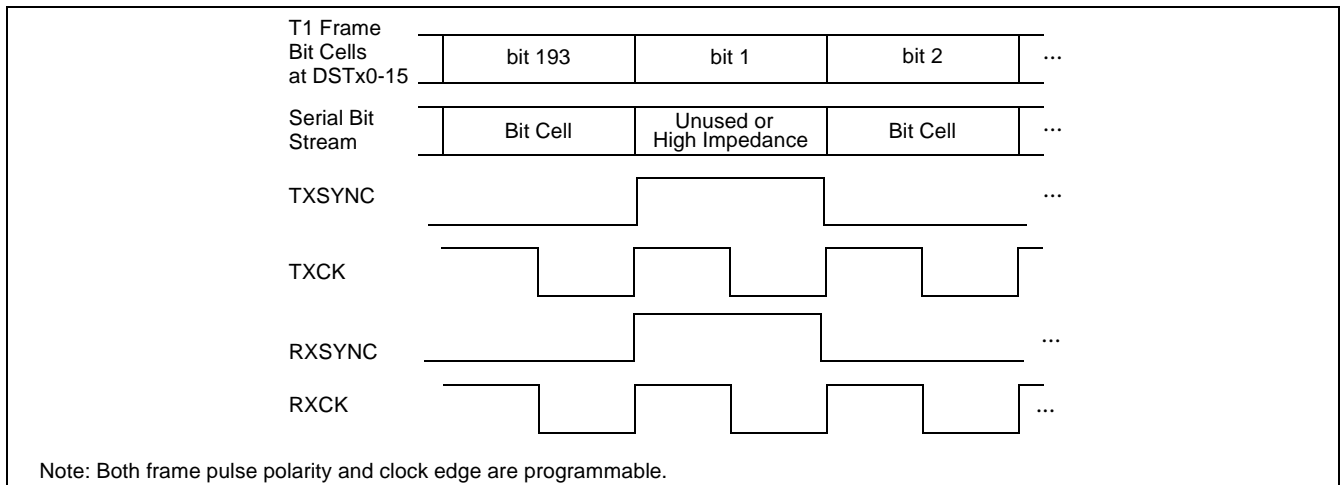 T1 Frame
Bit Cells
at DSTx0-15
bit 193
bit 1
bit 2
...
Serial Bit
Stream
Bit Cell
Unused or
High Impedance
Bit Cell
...
TXSYNC
...
TXCK
RXSYNC
...
RXCK
...
Note: Both frame pulse polarity and clock edge are programmable.